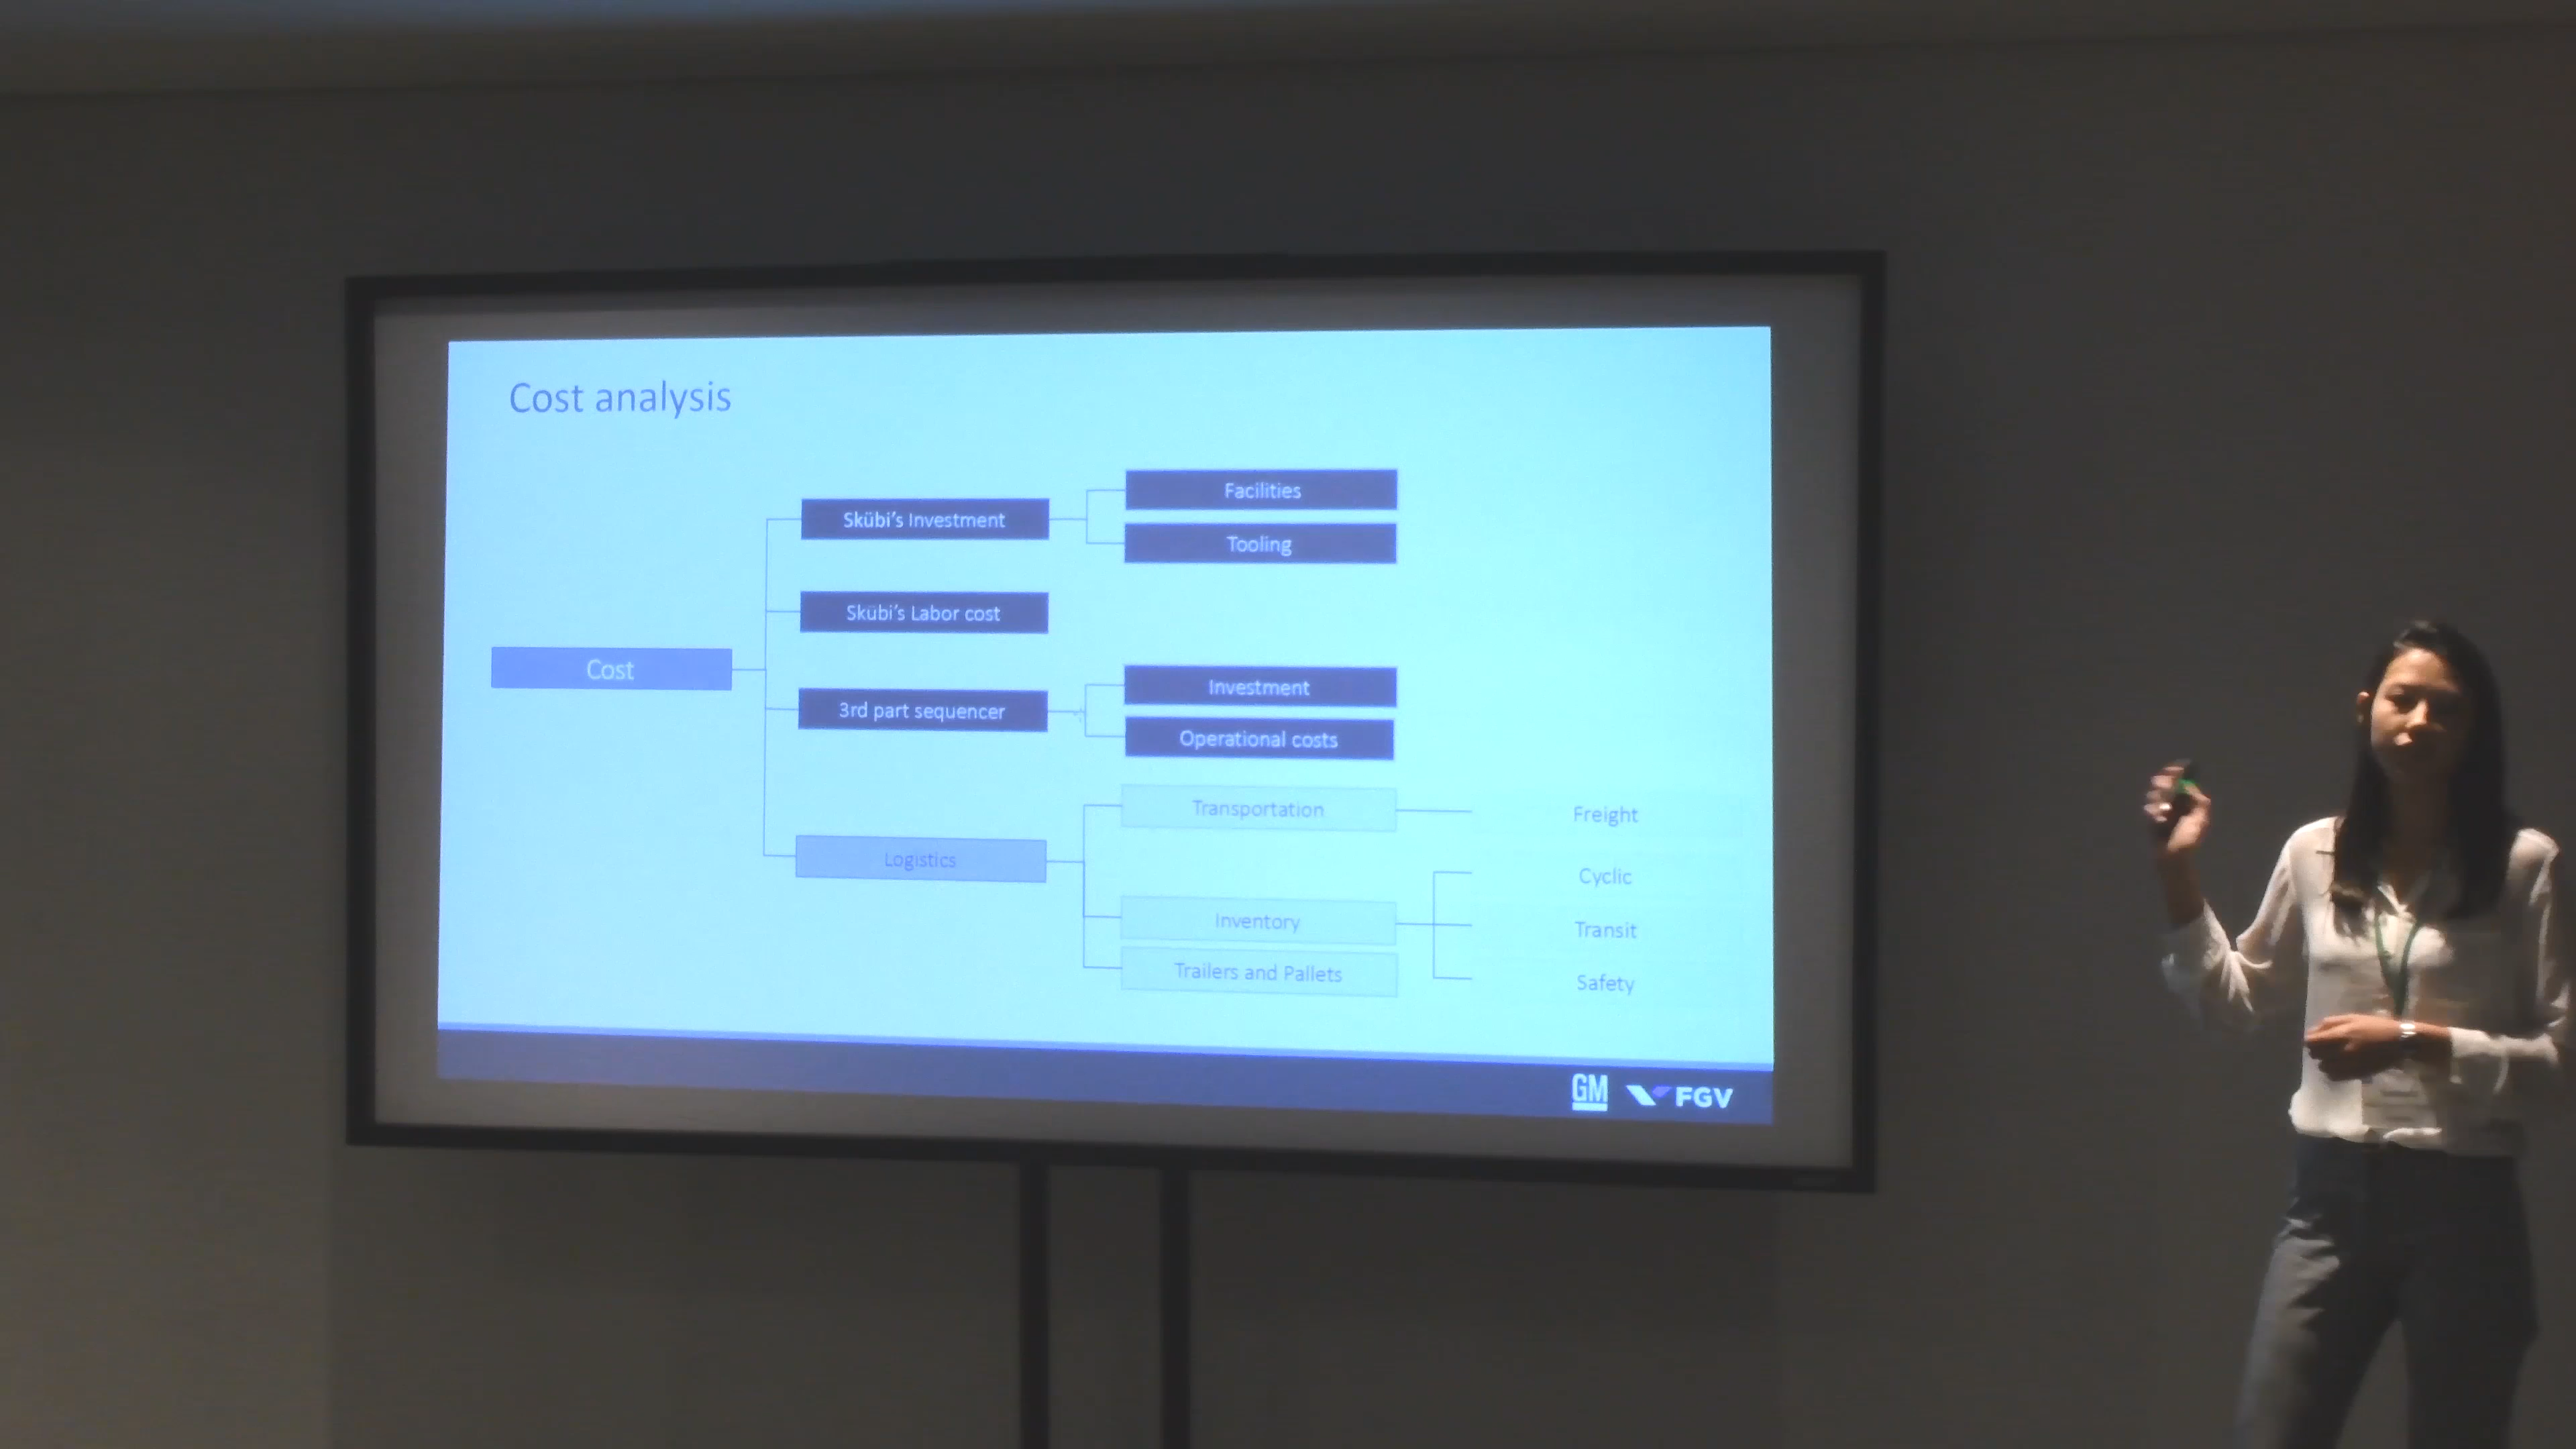 Cost analysis
Cost
Skübi's Investment
Facilities
Tooling
Skübi's Labor cost
3rd part sequencer
Investment
Operational costs
Logistics
Transportation
Freight
Inventory
Cyclic
Transit
Safety
Trailers and Pallets
GM
FGV